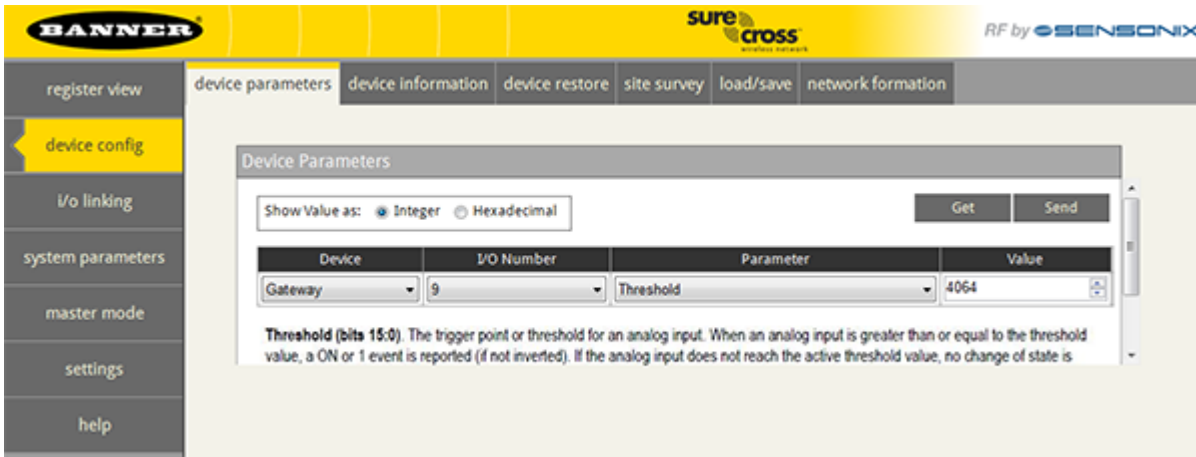 BANNER
sure cross wireless network
RF by SENSONIX
register view
device config
i/o linking
system parameters
master mode
settings
help
device parameters device information device restore site survey load/save network formation
Device Parameters
Show Value as: Integer Hexadecimal Get Send
Device I/O Number Parameter Value
Gateway 9 Threshold 4064
Threshold (bits 15:0). The trigger point or threshold for an analog input. When an analog input is greater than or equal to the threshold
value, a ON or 1 event is reported (if not inverted). If the analog input does not reach the active threshold value, no change of state is